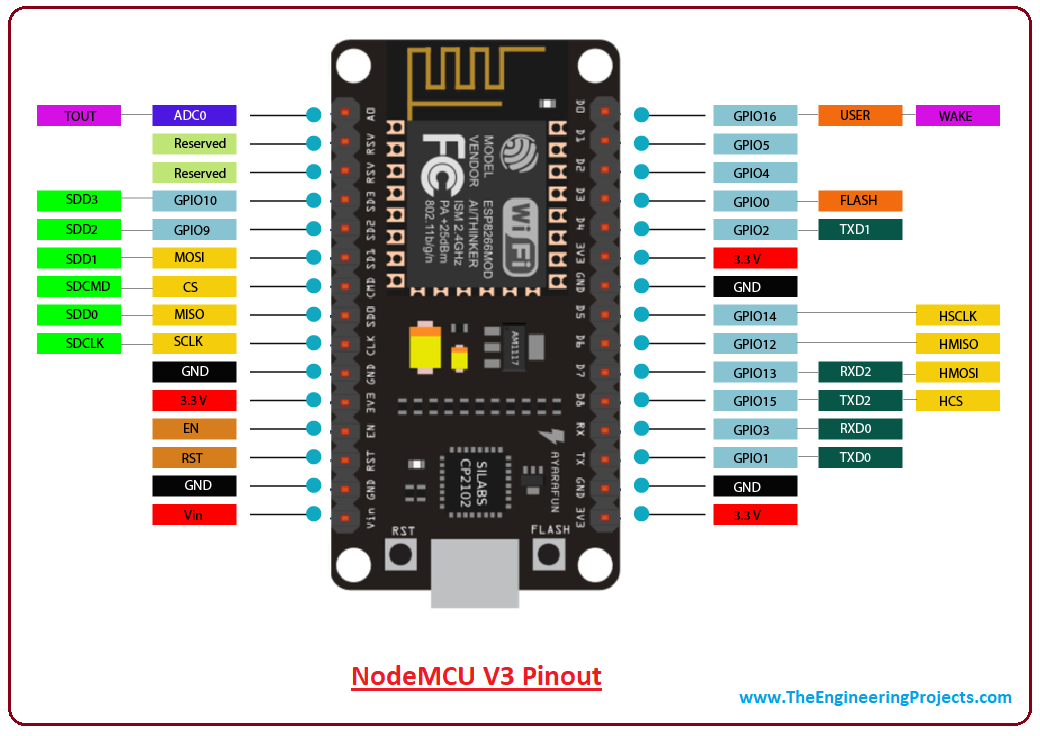 TOUT ADC0
Reserved
Reserved
SDD3 GPIO10
SDD2 GPIO9
SDD1 MOSI
SDCMD CS
SDD0 MISO
SDCLK SCLK
GND
3.3 V
EN
RST
GND
Vin
A0
RSV
RSV
SD3
SD2
SD1
CMD
SD0
CLK
GND
3V3
EN
RST
GND
Vin
MODEL ESP8266MOD
VENDOR AI/THINKER
ISM 2.4GHz
PA +25dBm
802.11b/g/n
FC
WiFi
AM1117
SILABS
CP2102
AYARAFUN
RST
FLASH
D0
D1
D2
D3
D4
3V3
GND
D5
D6
D7
D8
RX
TX
GND
3V3
GPIO16 USER WAKE
GPIO5
GPIO4
GPIO0 FLASH
GPIO2 TXD1
3.3 V
GND
GPIO14 HSCLK
GPIO12 HMISO
GPIO13 RXD2 HMOSI
GPIO15 TXD2 HCS
GPIO3 RXD0
GPIO1 TXD0
GND
3.3 V
NodeMCU V3 Pinout
www.TheEngineeringProjects.com